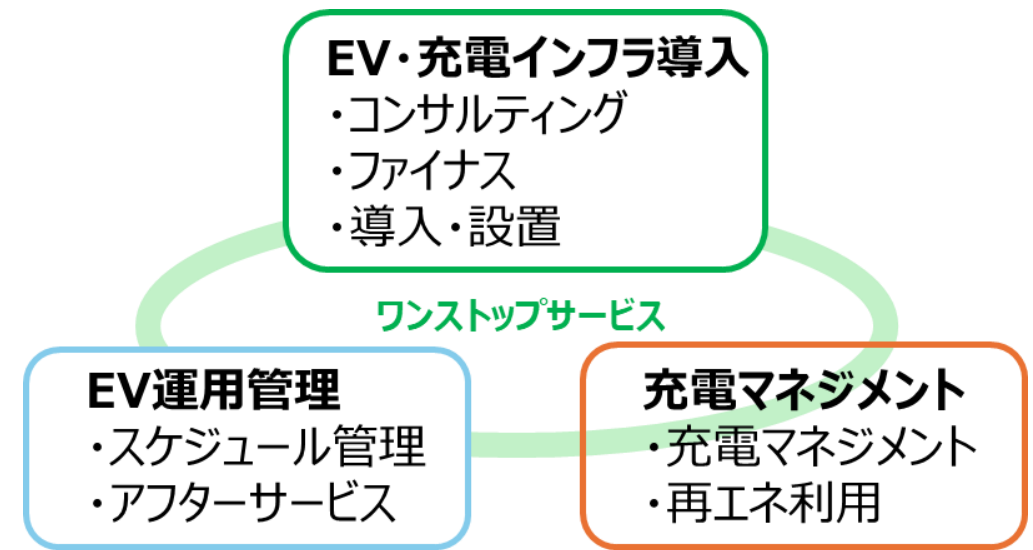 EV・充電インフラ導入
・コンサルティング
・ファイナス
・導入・設置
ワンストップサービス
EV運用管理
・スケジュール管理
・アフターサービス
充電マネジメント
・充電マネジメント
・再エネ利用